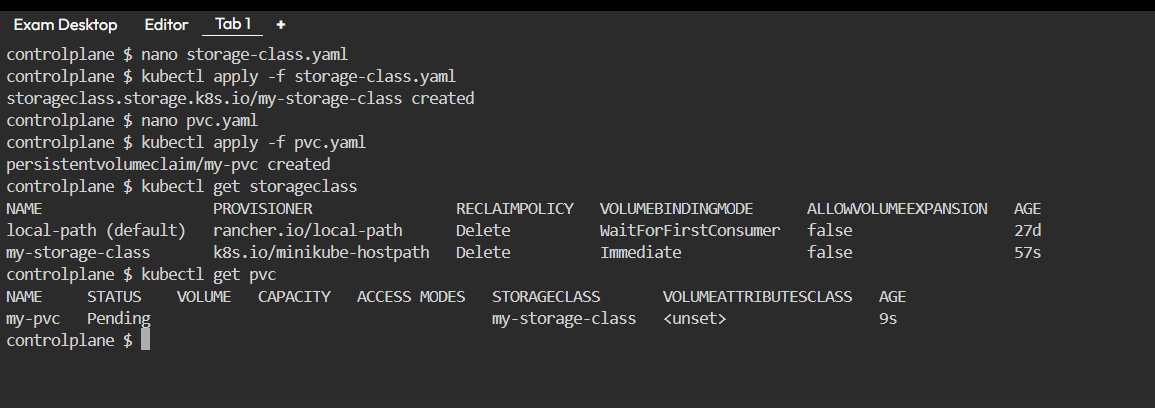 Exam Desktop Editor Tab 1 +
controlplane $ nano storage-class.yaml
controlplane $ kubectl apply -f storage-class.yaml
storageclass.storage.k8s.io/my-storage-class created
controlplane $ nano pvc.yaml
controlplane $ kubectl apply -f pvc.yaml
persistentvolumeclaim/my-pvc created
controlplane $ kubectl get storageclass
NAME PROVISIONER RECLAIMPOLICY VOLUMEBINDINGMODE ALLOWVOLUMEEXPANSION AGE
local-path (default) rancher.io/local-path Delete WaitForFirstConsumer false 27d
my-storage-class k8s.io/minikube-hostpath Delete Immediate false 57s
controlplane $ kubectl get pvc
NAME STATUS VOLUME CAPACITY ACCESS MODES STORAGECLASS VOLUMEATTRIBUTESCLASS AGE
my-pvc Pending my-storage-class <unset> 9s
controlplane $